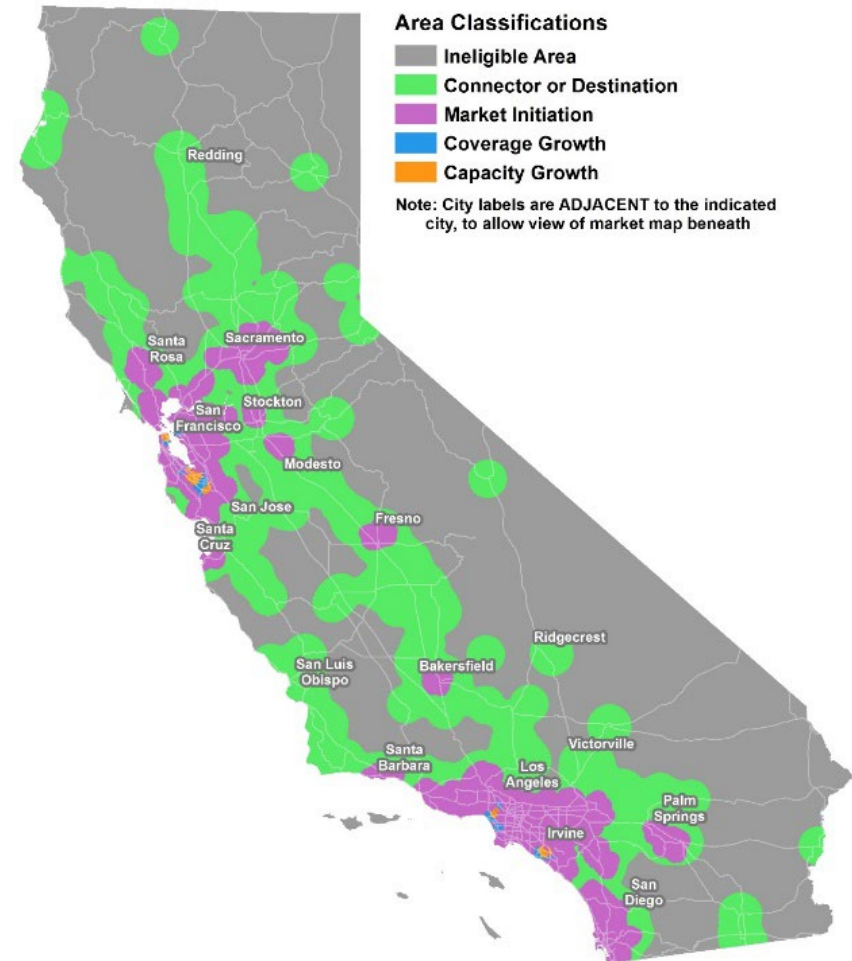 Area Classifications
Ineligible Area
Connector or Destination
Market Initiation
Coverage Growth
Capacity Growth
Note: City labels are ADJACENT to the indicated
city, to allow view of market map beneath
Redding
Santa
Rosa
Sacramento
San
Francisco
Stockton
Modesto
San Jose
Santa
Cruz
Fresno
San Luis
Obispo
Bakersfield
Ridgecrest
Santa
Barbara
Los
Angeles
Victorville
Palm
Springs
Irvine
San
Diego